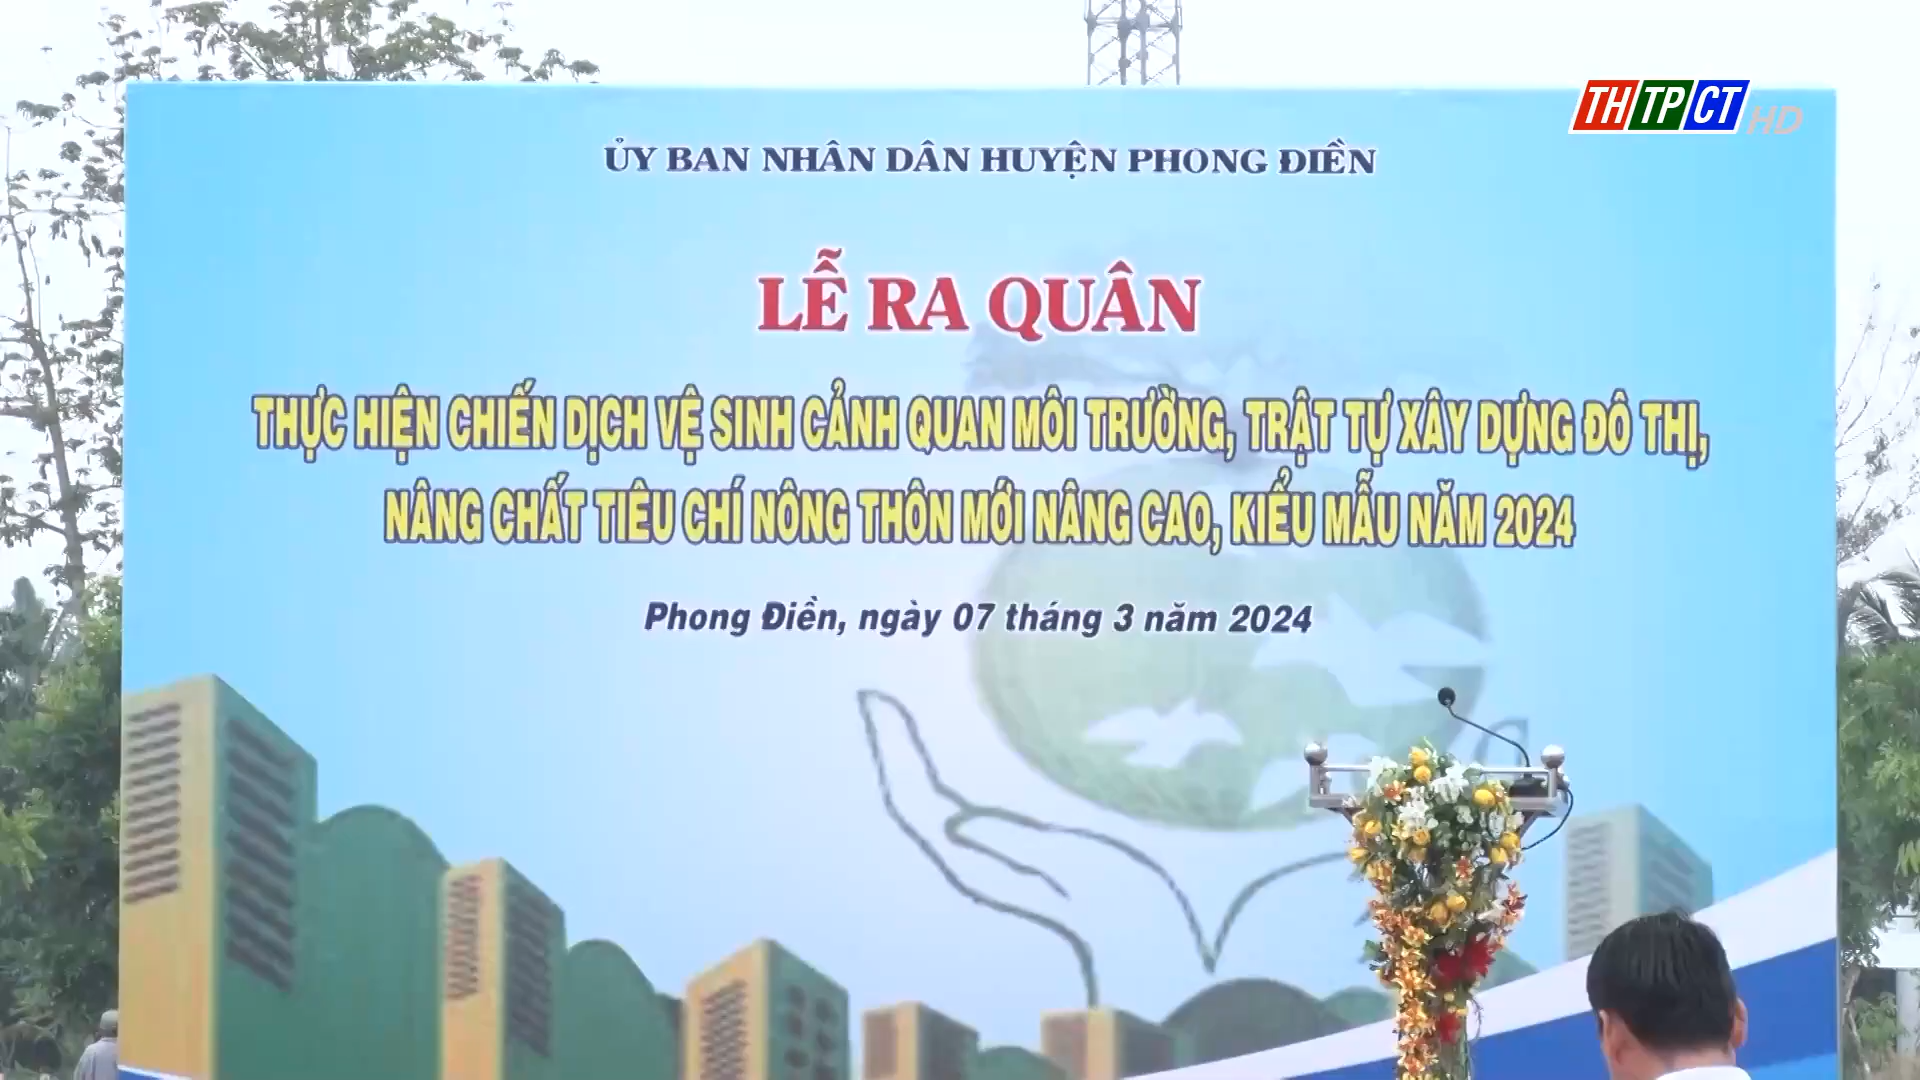 THTPCT HD
ỦY BAN NHÂN DÂN HUYỆN PHONG ĐIỀN
LỄ RA QUÂN
THỰC HIỆN CHIẾN DỊCH VỆ SINH CẢNH QUAN MÔI TRƯỜNG, TRẬT TỰ XÂY DỰNG ĐÔ THỊ,
NÂNG CHẤT TIÊU CHÍ NÔNG THÔN MỚI NÂNG CAO, KIỂU MẪU NĂM 2024
Phong Điền, ngày 07 tháng 3 năm 2024